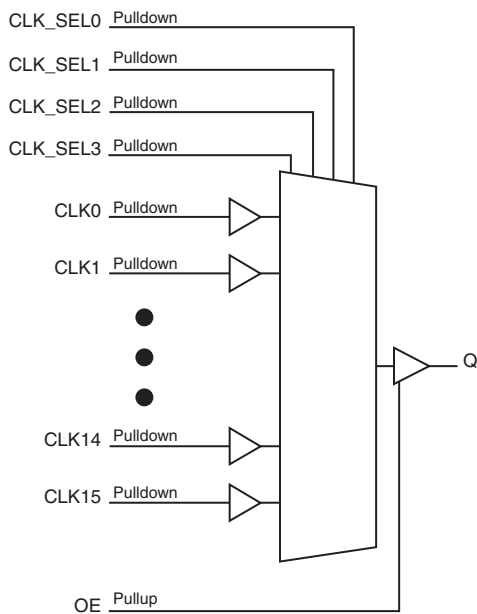 CLK_SEL0 Pulldown
CLK_SEL1 Pulldown
CLK_SEL2 Pulldown
CLK_SEL3 Pulldown
CLK0 Pulldown
CLK1 Pulldown
Q
CLK14 Pulldown
CLK15 Pulldown
OE Pullup